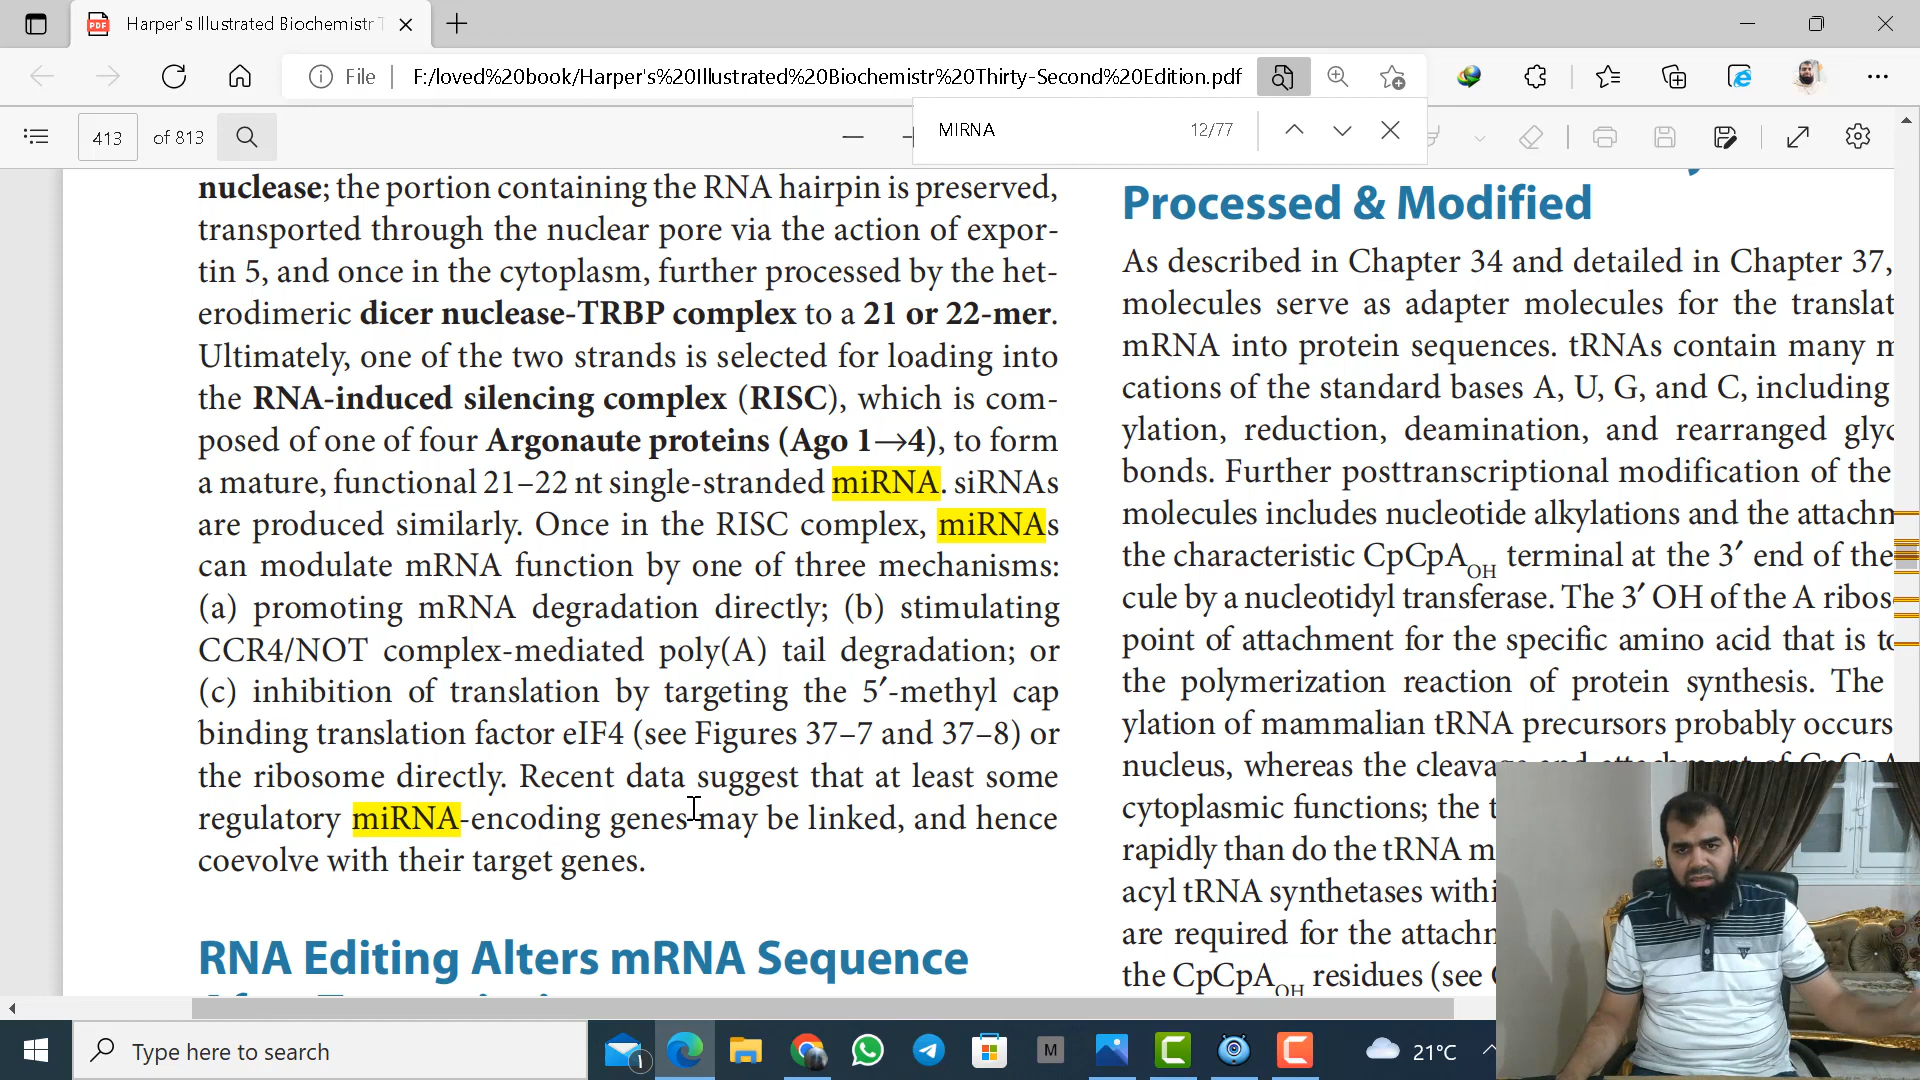 Harper's Illustrated Biochemistr
File
F:/loved%20book/Harper's%20Illustrated%20Biochemistr%20Thirty-Second%20Edition.pdf
413 of 813
MIRNA 12/77
nuclease; the portion containing the RNA hairpin is preserved,
transported through the nuclear pore via the action of expor-
tin 5, and once in the cytoplasm, further processed by the het-
erodimeric dicer nuclease-TRBP complex to a 21 or 22-mer.
Ultimately, one of the two strands is selected for loading into
the RNA-induced silencing complex (RISC), which is com-
posed of one of four Argonaute proteins (Ago 1→4), to form
a mature, functional 21–22 nt single-stranded miRNA. siRNAs
are produced similarly. Once in the RISC complex, miRNAs
can modulate mRNA function by one of three mechanisms:
(a) promoting mRNA degradation directly; (b) stimulating
CCR4/NOT complex-mediated poly(A) tail degradation; or
(c) inhibition of translation by targeting the 5′-methyl cap
binding translation factor eIF4 (see Figures 37–7 and 37–8) or
the ribosome directly. Recent data suggest that at least some
regulatory miRNA-encoding genes may be linked, and hence
coevolve with their target genes.
RNA Editing Alters mRNA Sequence
Processed & Modified
As described in Chapter 34 and detailed in Chapter 37,
molecules serve as adapter molecules for the translat
mRNA into protein sequences. tRNAs contain many m
cations of the standard bases A, U, G, and C, including
ylation, reduction, deamination, and rearranged glyc
bonds. Further posttranscriptional modification of the
molecules includes nucleotide alkylations and the attachm
the characteristic CpCpAOH terminal at the 3′ end of the
cule by a nucleotidyl transferase. The 3′ OH of the A ribos
point of attachment for the specific amino acid that is to
the polymerization reaction of protein synthesis. The
ylation of mammalian tRNA precursors probably occurs
nucleus, whereas the cleavage and attachment of CpCpA
cytoplasmic functions; the t
rapidly than do the tRNA m
acyl tRNA synthetases withi
are required for the attachm
the CpCpAOH residues (see
Type here to search
1
M
21°C